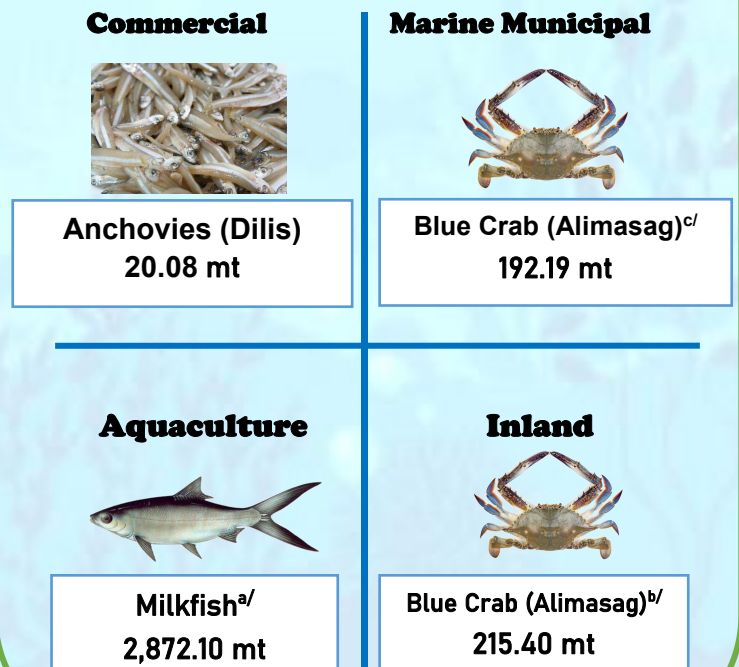 Commercial
Anchovies (Dilis)
20.08 mt
Marine Municipal
Blue Crab (Alimasag)c/
192.19 mt
Aquaculture
Milkfisha/
2,872.10 mt
Inland
Blue Crab (Alimasag)b/
215.40 mt